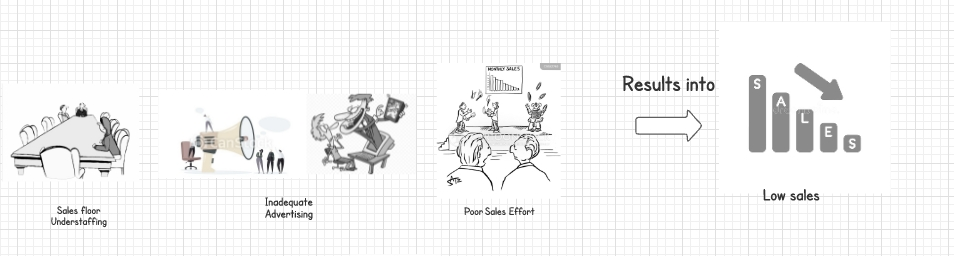 Sales floor
Understaffing
Inadequate
Advertising
MONTHLY SALES
Poor Sales Effort
Results into
S
A
L
E
S
Low sales